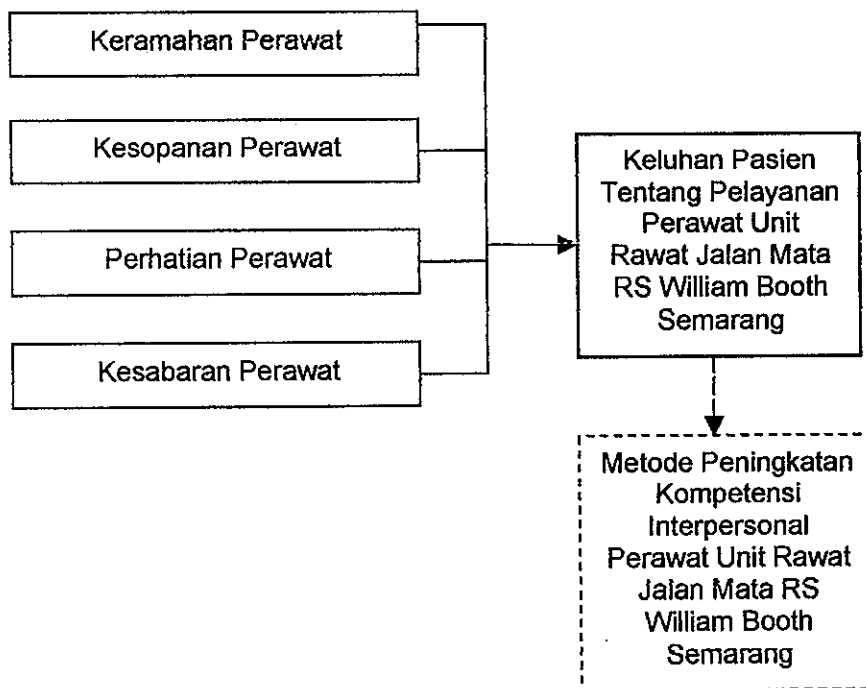 Keramahan Perawat
Kesopanan Perawat
Perhatian Perawat
Kesabaran Perawat
Keluhan Pasien
Tentang Pelayanan
Perawat Unit
Rawat Jalan Mata
RS William Booth
Semarang
Metode Peningkatan
Kompetensi
Interpersonal
Perawat Unit Rawat
Jalan Mata RS
William Booth
Semarang